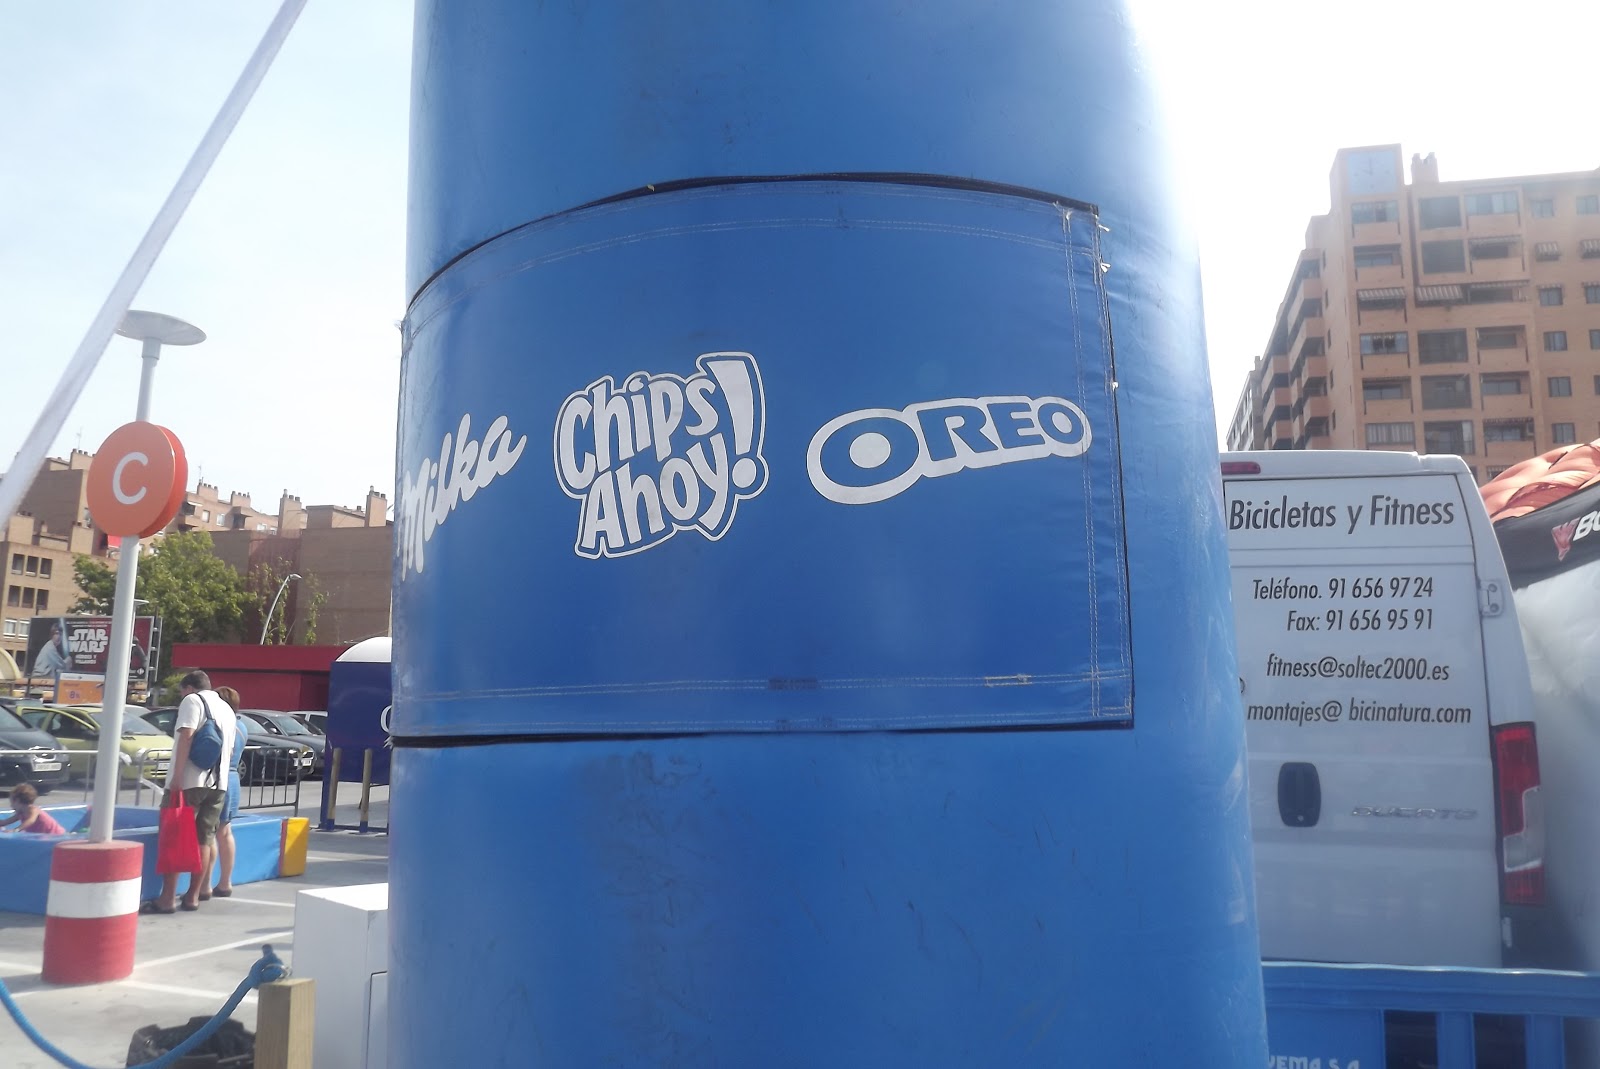 Milka
Chips
Ahoy!
OREO
C
STAR
WARS
Bicicletas y Fitness
Teléfono. 91 656 97 24
Fax: 91 656 95 91
fitness@soltec2000.es
montajes@ bicinatura.com
DUCATO